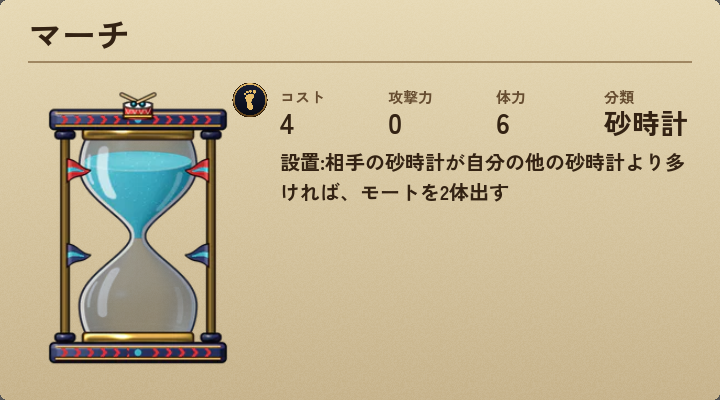 マーチ
コスト 攻撃力 体力 分類
4 0 6 砂時計
設置:相手の砂時計が自分の他の砂時計より多
ければ、モートを2体出す